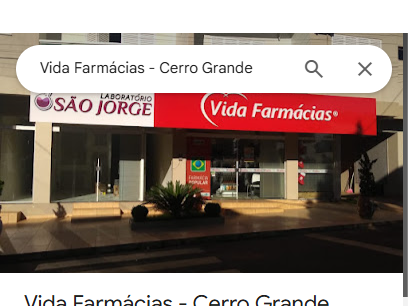 Vida Farmácias - Cerro Grande
LABORATÓRIO
SÃO JORGE
Vida Farmácias®
FARMÁCIA
POPULAR
Vida Farmácias - Cerro Grande